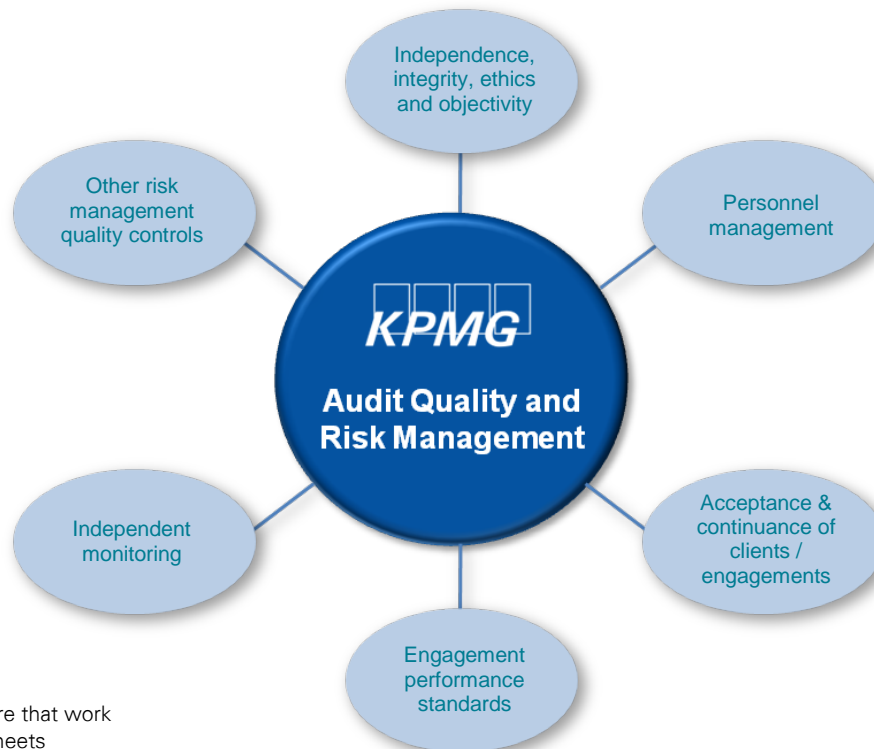 Independence,
integrity, ethics
and objectivity
Other risk
management
quality controls
Personnel
management
KPMG
Audit Quality and
Risk Management
Independent
monitoring
Acceptance &
continuance of
clients /
engagements
Engagement
performance
standards
re that work
neets